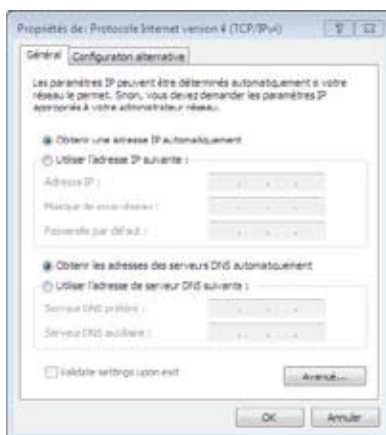 Propriétés de : Protocole Internet version 4 (TCP/IPv4)
Général
Configuration alternative
Les paramètres IP peuvent être déterminés automatiquement si votre
réseau le permet. Sinon, vous devez demander les paramètres IP
appropriés à votre administrateur réseau.
Obtenir une adresse IP automatiquement
Utiliser l'adresse IP suivante :
Adresse IP :
Masque de sous-réseau :
Passerelle par défaut :
Obtenir les adresses des serveurs DNS automatiquement
Utiliser l'adresse de serveur DNS suivante :
Serveur DNS préféré :
Serveur DNS auxiliaire :
Validate settings upon exit
Avancé...
OK
Annuler